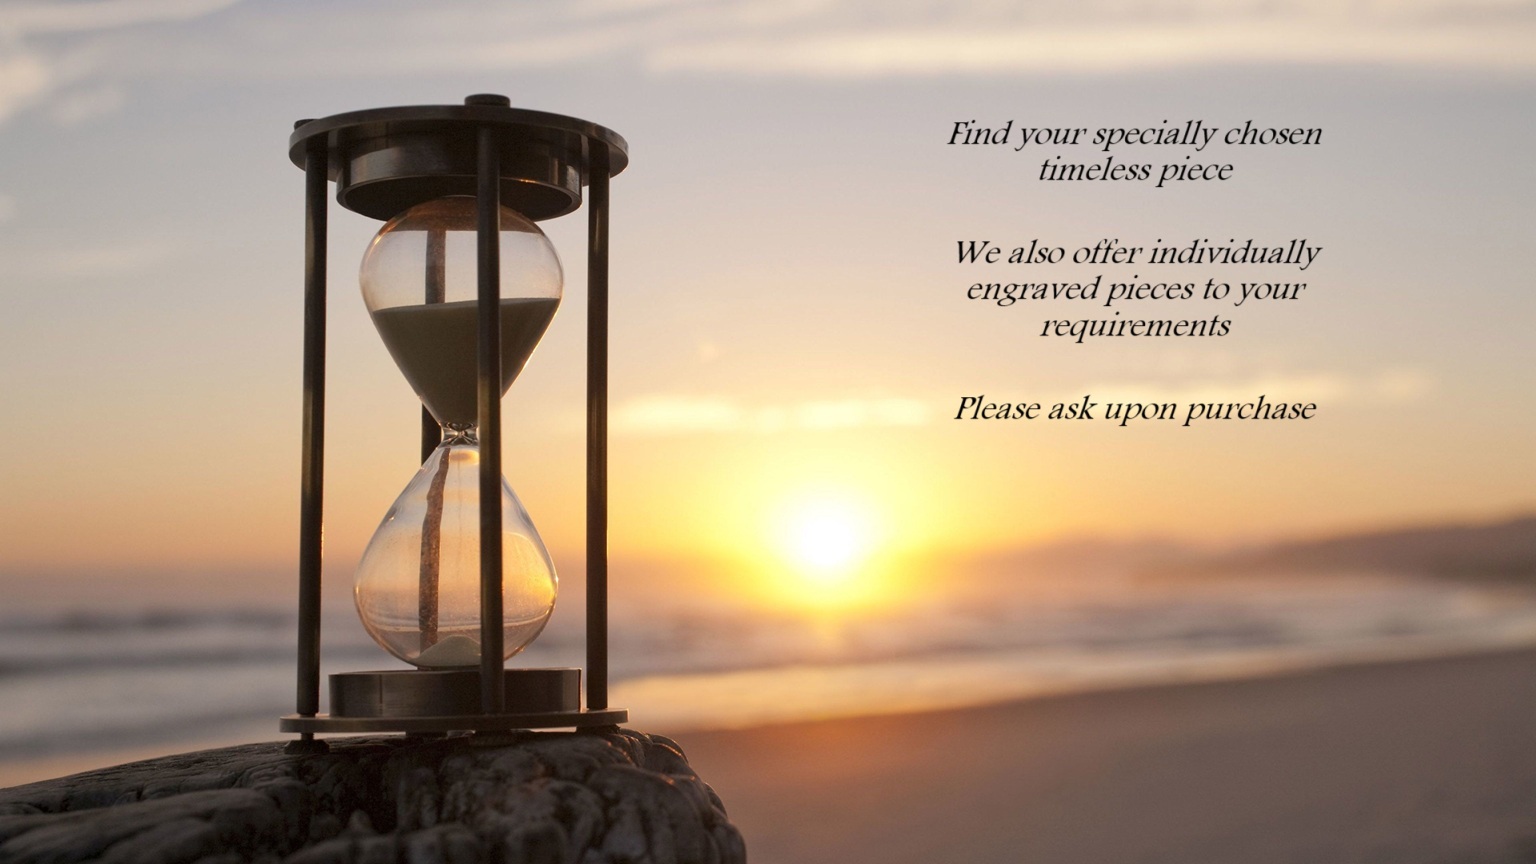 Find your specially chosen
timeless piece
We also offer individually
engraved pieces to your
requirements
Please ask upon purchase